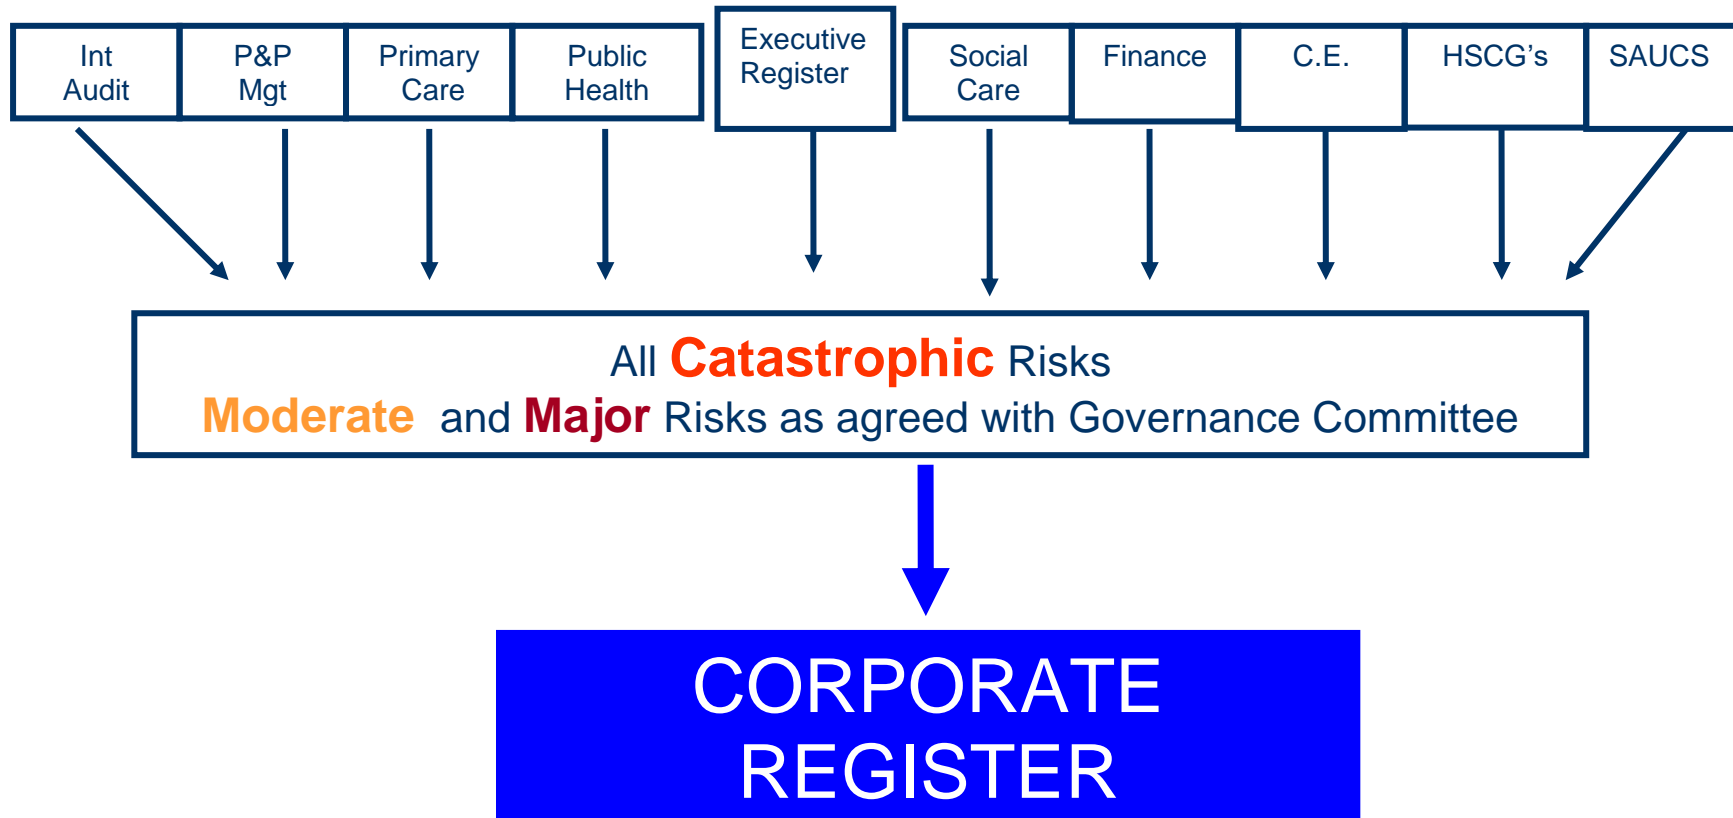 Int
Audit
P&P
Mgt
Primary
Care
Public
Health
Executive
Register
Social
Care
Finance
C.E.
HSCG's
SAUCS
All Catastrophic Risks
Moderate and Major Risks as agreed with Governance Committee
CORPORATE
REGISTER